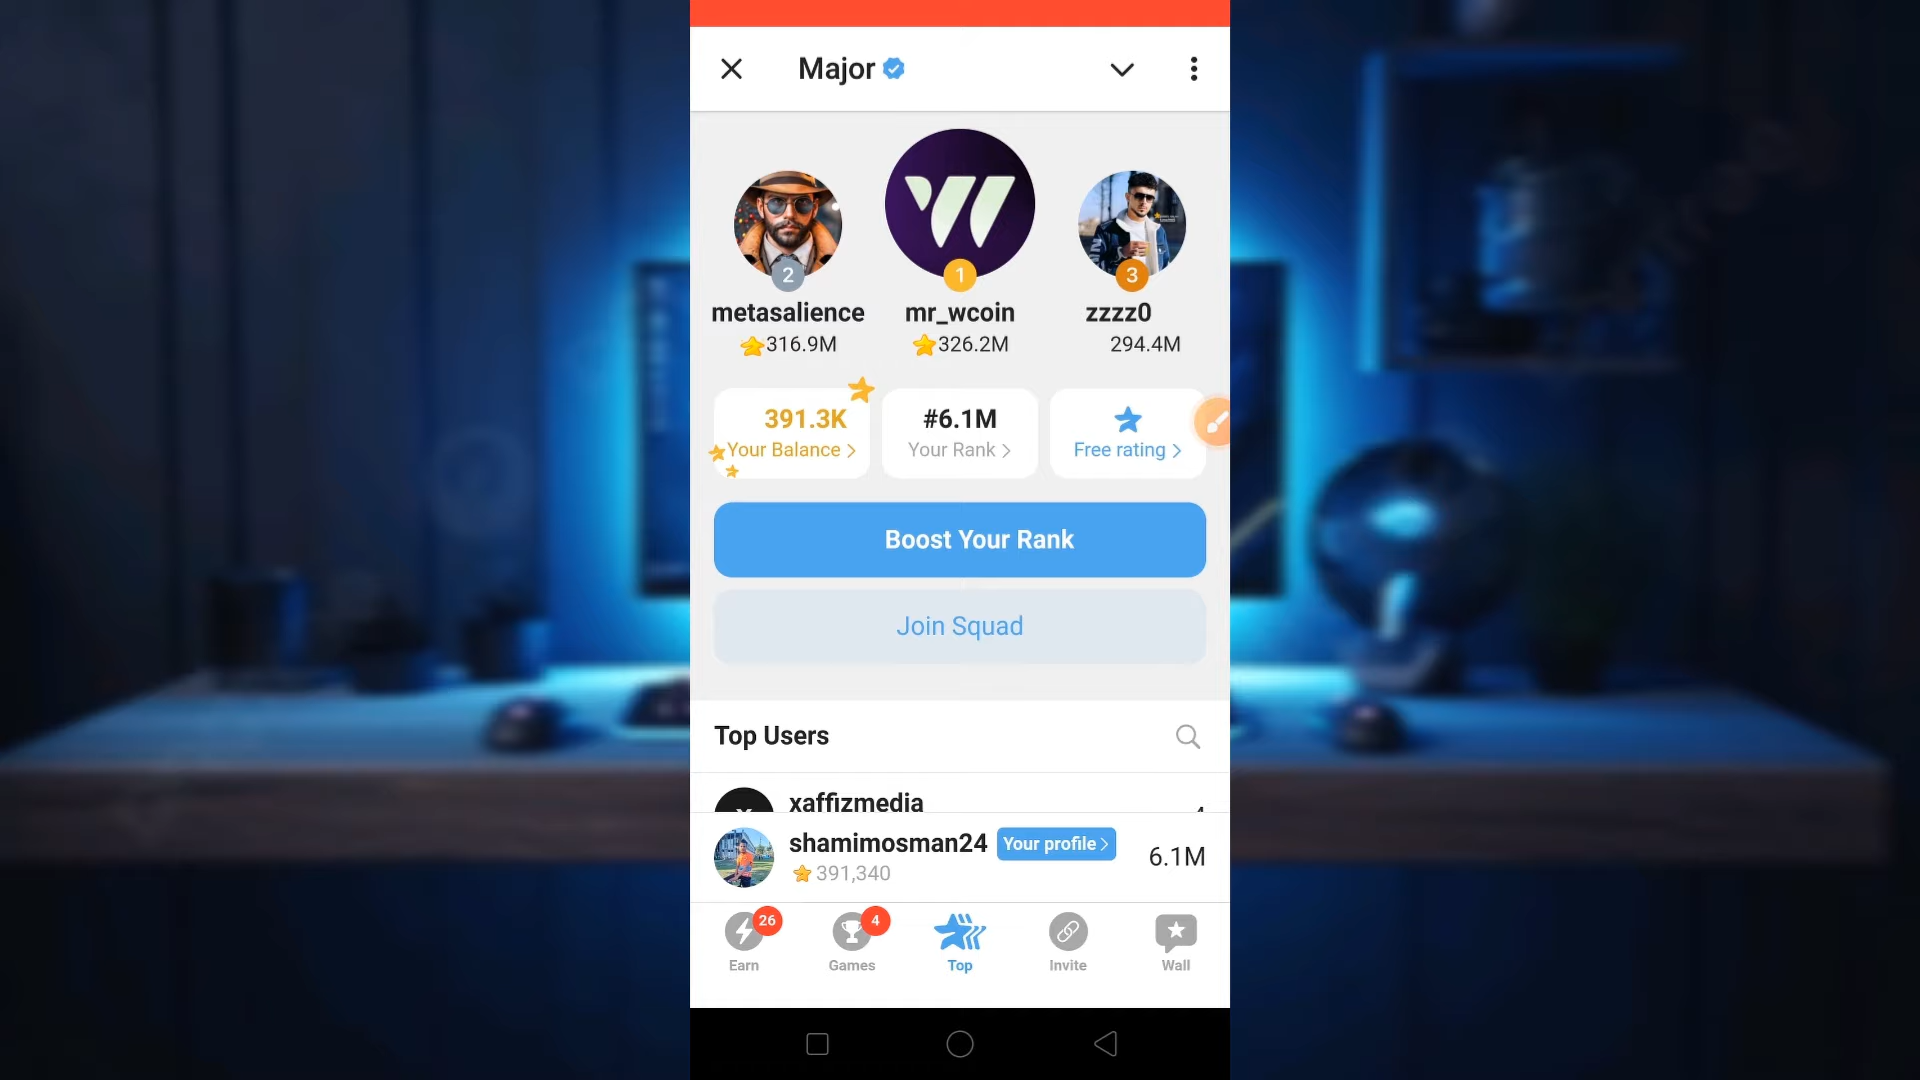 Major
2
1
3
metasalience
mr_wcoin
zzzz0
316.9M
326.2M
294.4M
391.3K
Your Balance >
#6.1M
Your Rank >
Free rating >
Boost Your Rank
Join Squad
Top Users
xaffizmedia
shamimosman24
Your profile >
391,340
6.1M
26
4
Earn
Games
Top
Invite
Wall